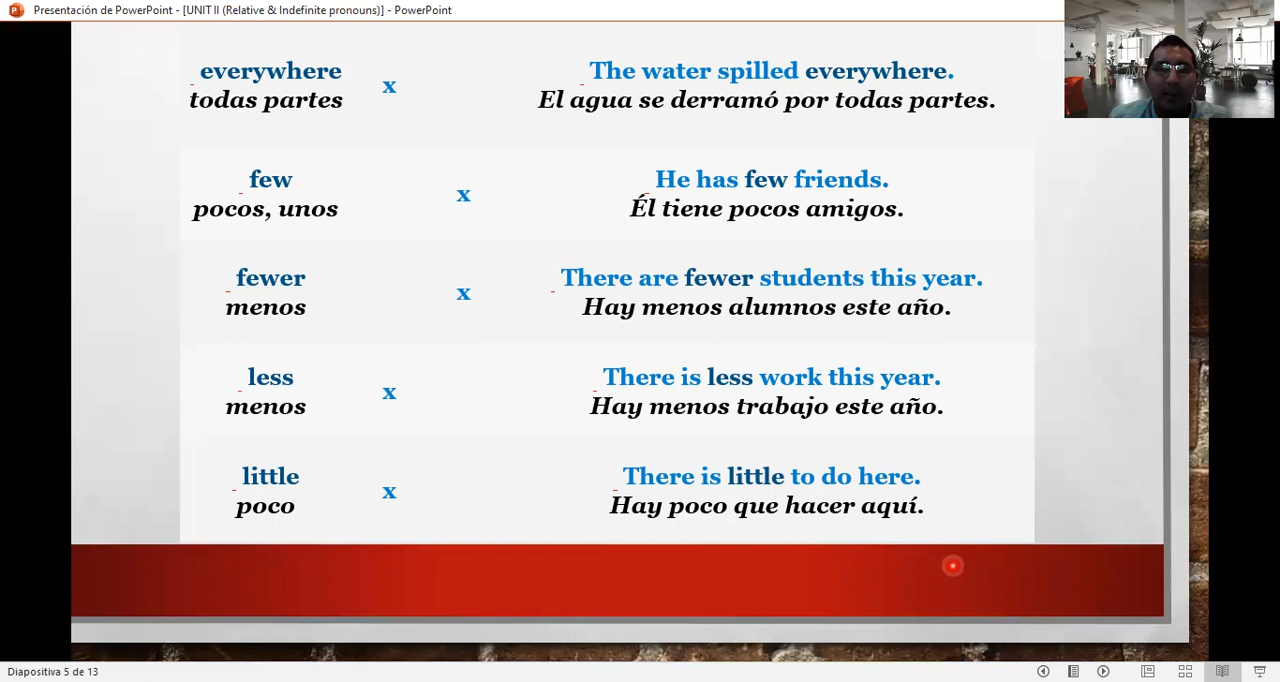 Presentación de PowerPoint - [UNIT II (Relative & Indefinite pronouns)] - PowerPoint
everywhere
todas partes
x
The water spilled everywhere.
El agua se derramó por todas partes.
few
pocos, unos
x
He has few friends.
Él tiene pocos amigos.
fewer
menos
x
There are fewer students this year.
Hay menos alumnos este año.
less
menos
x
There is less work this year.
Hay menos trabajo este año.
little
poco
x
There is little to do here.
Hay poco que hacer aquí.
Diapositiva 5 de 13